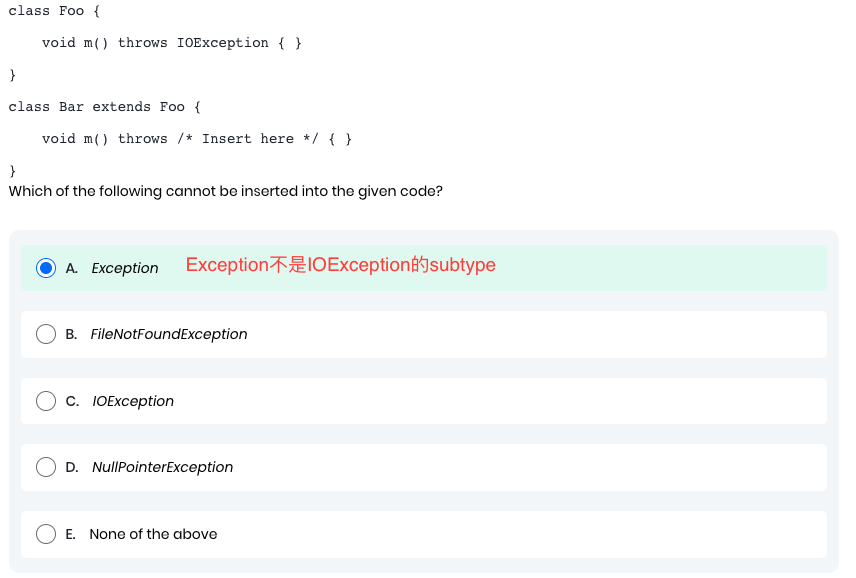 class Foo {
void m() throws IOException { }
}
class Bar extends Foo {
void m() throws /* Insert here */ { }
}
Which of the following cannot be inserted into the given code?
A. Exception Exception不是IOException的subtype
B. FileNotFoundException
C. IOException
D. NullPointerException
E. None of the above